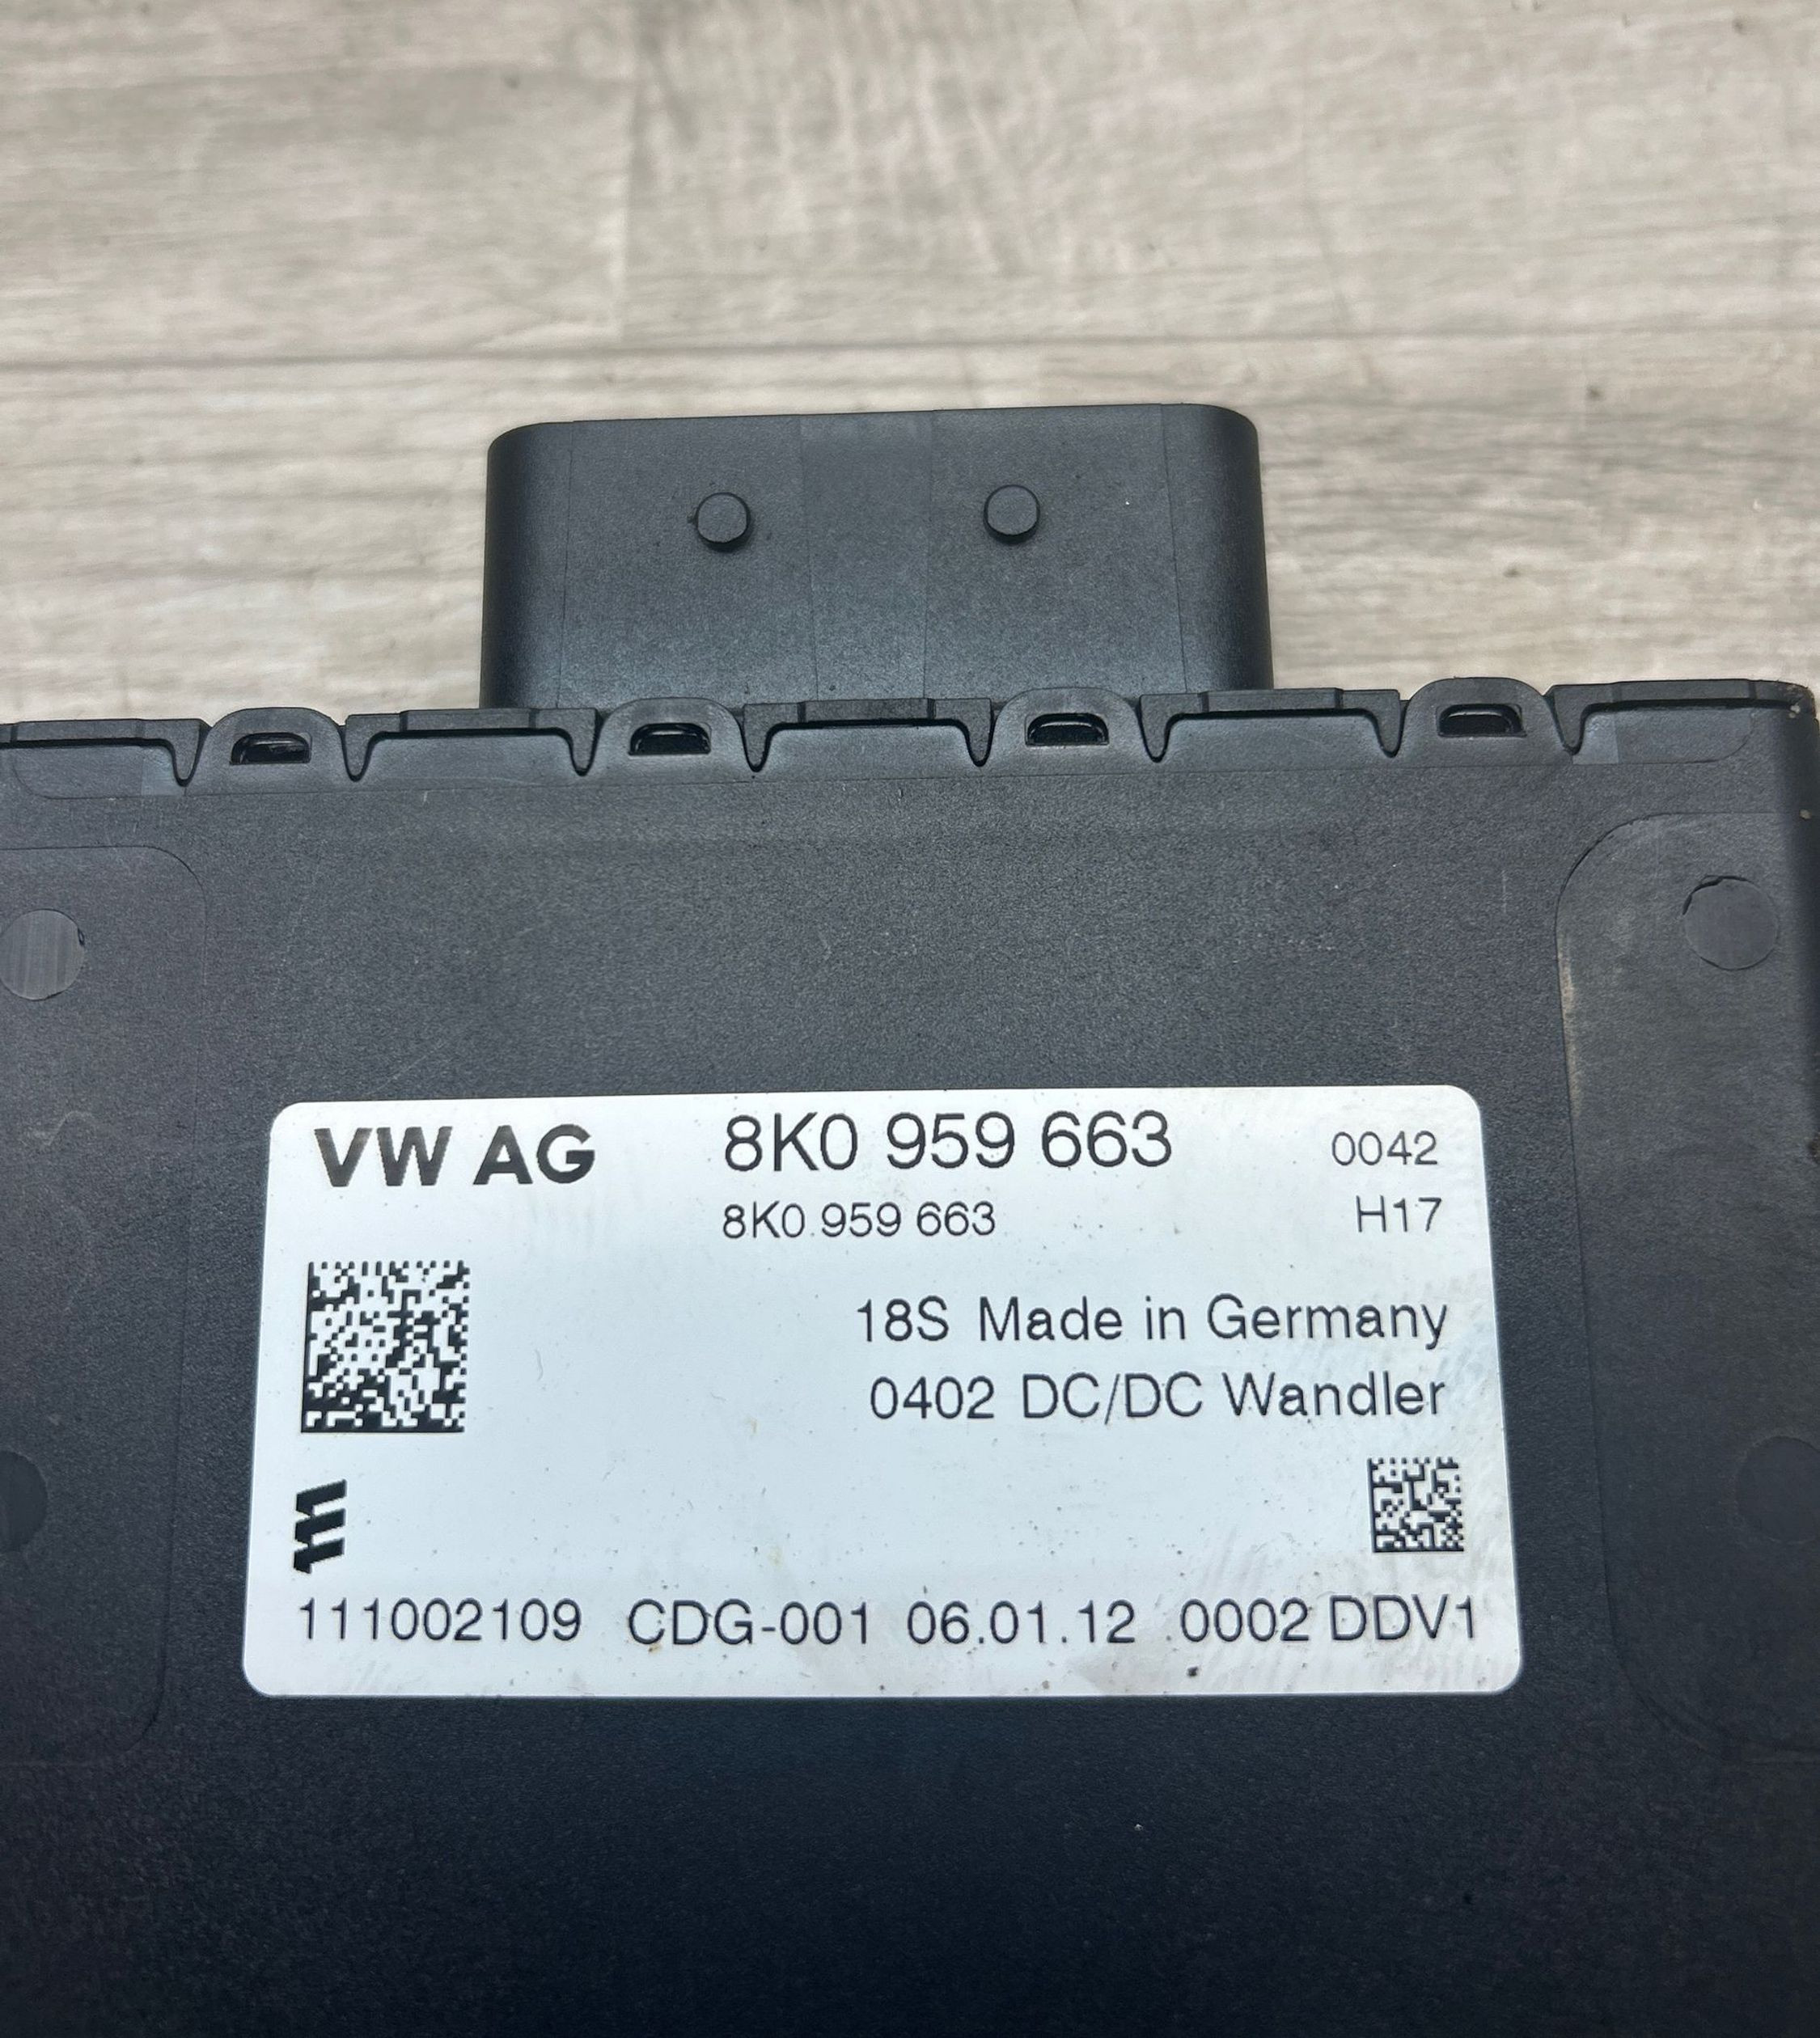 VW AG 8K0 959 663 0042
8K0 959 663 H17
18S Made in Germany
0402 DC/DC Wandler
111002109 CDG-001 06.01.12 0002 DDV1